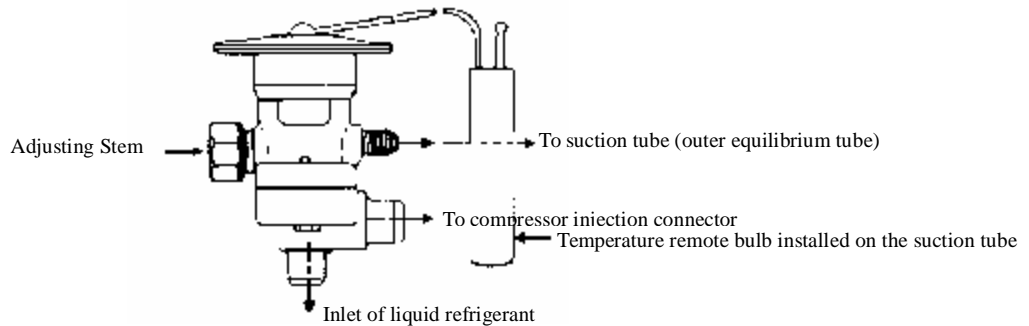 To suction tube (outer equilibrium tube)
Adjusting Stem
To compressor injection connector
Temperature remote bulb installed on the suction tube
Inlet of liquid refrigerant